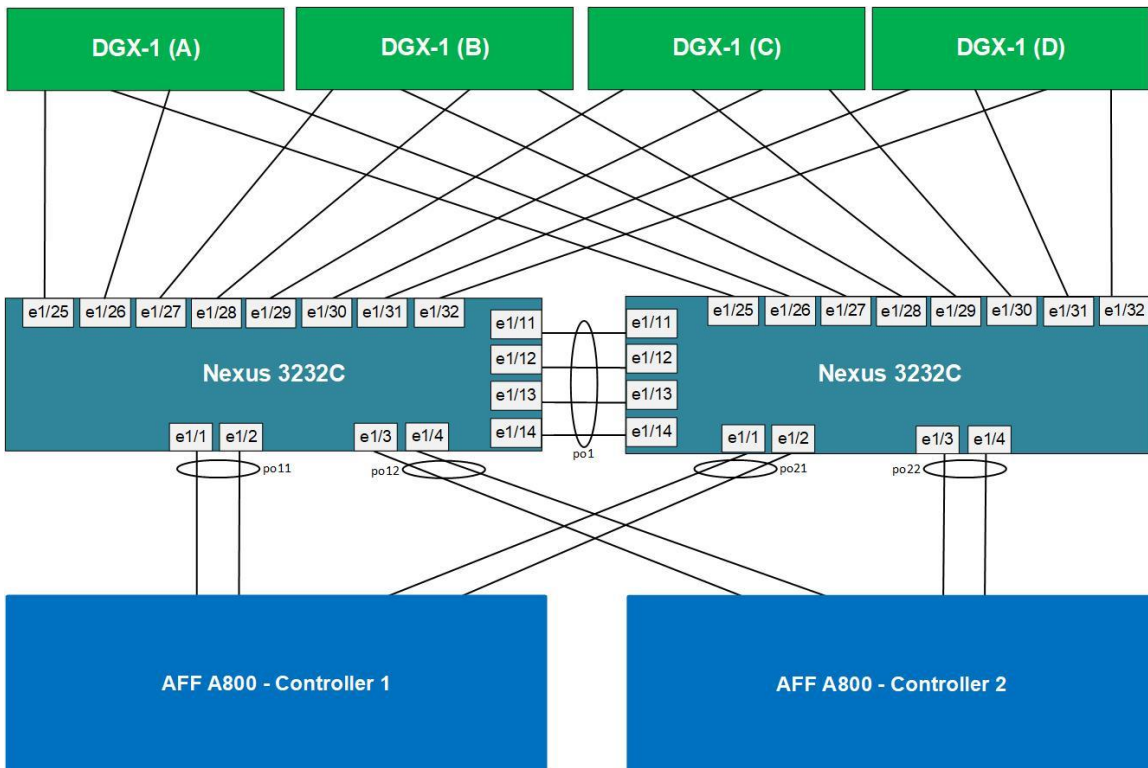 DGX-1 (A)
DGX-1 (B)
DGX-1 (C)
DGX-1 (D)
e1/25
e1/26
e1/27
e1/28
e1/29
e1/30
e1/31
e1/32
e1/11
e1/12
e1/13
e1/14
Nexus 3232C
e1/1
e1/2
e1/3
e1/4
po11
po12
po1
e1/25
e1/26
e1/27
e1/28
e1/29
e1/30
e1/31
e1/32
e1/11
e1/12
e1/13
e1/14
Nexus 3232C
e1/1
e1/2
e1/3
e1/4
po21
po22
AFF A800 - Controller 1
AFF A800 - Controller 2